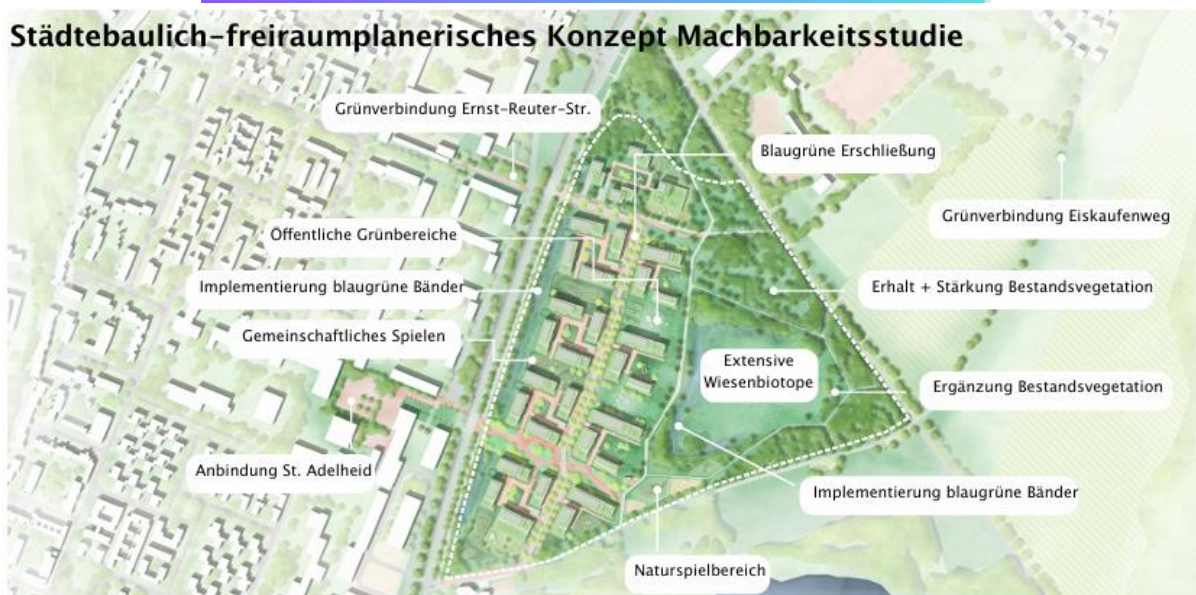 Städtebaulich-freiraumplanerisches Konzept Machbarkeitsstudie
Grünverbindung Ernst-Reuter-Str.
Blaugrüne Erschließung
Grünverbindung Eiskaufenweg
Öffentliche Grünbereiche
Implementierung blaugrüne Bänder
Erhalt + Stärkung Bestandsvegetation
Gemeinschaftliches Spielen
Extensive
Wiesenbiotope
Ergänzung Bestandsvegetation
Anbindung St. Adelheid
Implementierung blaugrüne Bänder
Naturspielbereich